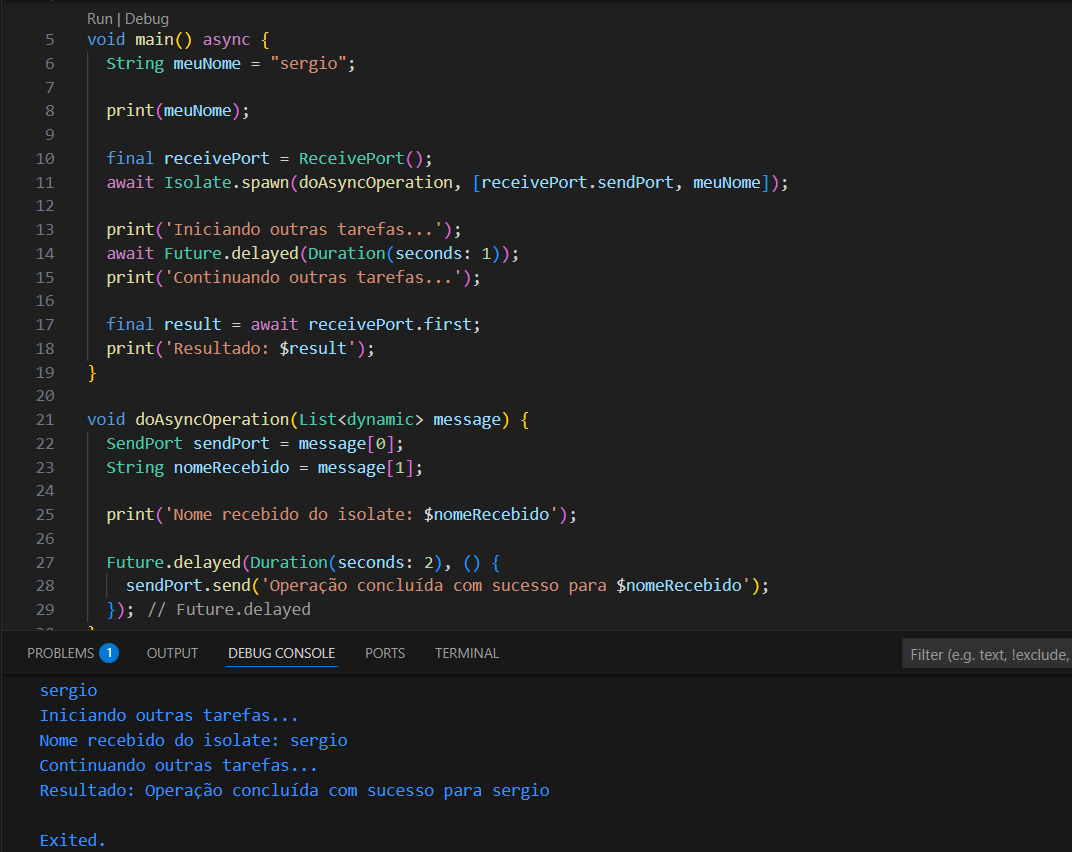 Run | Debug
5 void main() async {
6 String meuNome = "sergio";
7
8 print(meuNome);
9
10 final receivePort = ReceivePort();
11 await Isolate.spawn(doAsyncOperation, [receivePort.sendPort, meuNome]);
12
13 print('Iniciando outras tarefas...');
14 await Future.delayed(Duration(seconds: 1));
15 print('Continuando outras tarefas...');
16
17 final result = await receivePort.first;
18 print('Resultado: $result');
19 }
20
21 void doAsyncOperation(List<dynamic> message) {
22 SendPort sendPort = message[0];
23 String nomeRecebido = message[1];
24
25 print('Nome recebido do isolate: $nomeRecebido');
26
27 Future.delayed(Duration(seconds: 2), () {
28 sendPort.send('Operação concluída com sucesso para $nomeRecebido');
29 }); // Future.delayed
PROBLEMS 1 OUTPUT DEBUG CONSOLE PORTS TERMINAL Filter (e.g. text, !exclude,
sergio
Iniciando outras tarefas...
Nome recebido do isolate: sergio
Continuando outras tarefas...
Resultado: Operação concluída com sucesso para sergio
Exited.